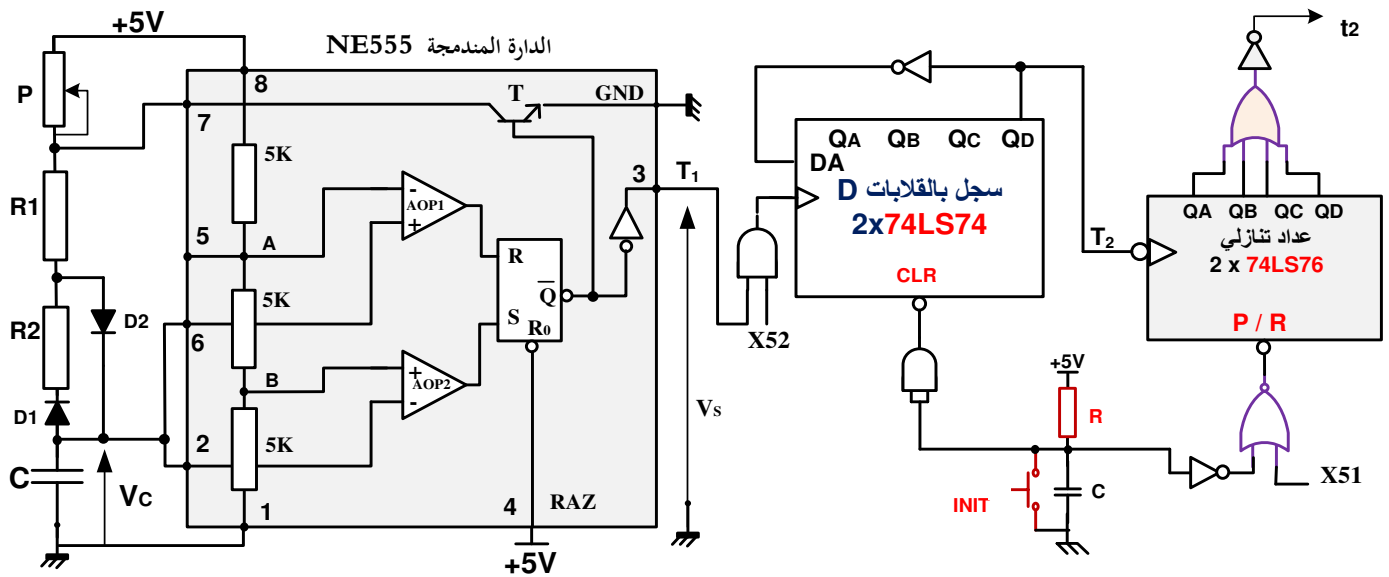 +5V
الدارة المندمجة NE555
P
8
7
T
GND
5K
R1
5
A
-
AOP1
+
R
Q
S
R0
3
T1
5K
6
R2
D2
D1
B
+
AOP2
-
2
5K
C
VC
1
4
RAZ
+5V
VS
X52
QA QB QC QD
DA
سجل بالقلابات D
2x74LS74
CLR
T2
t2
QA QB QC QD
عداد تنازلي
2 x 74LS76
P / R
+5V
R
INIT
C
X51